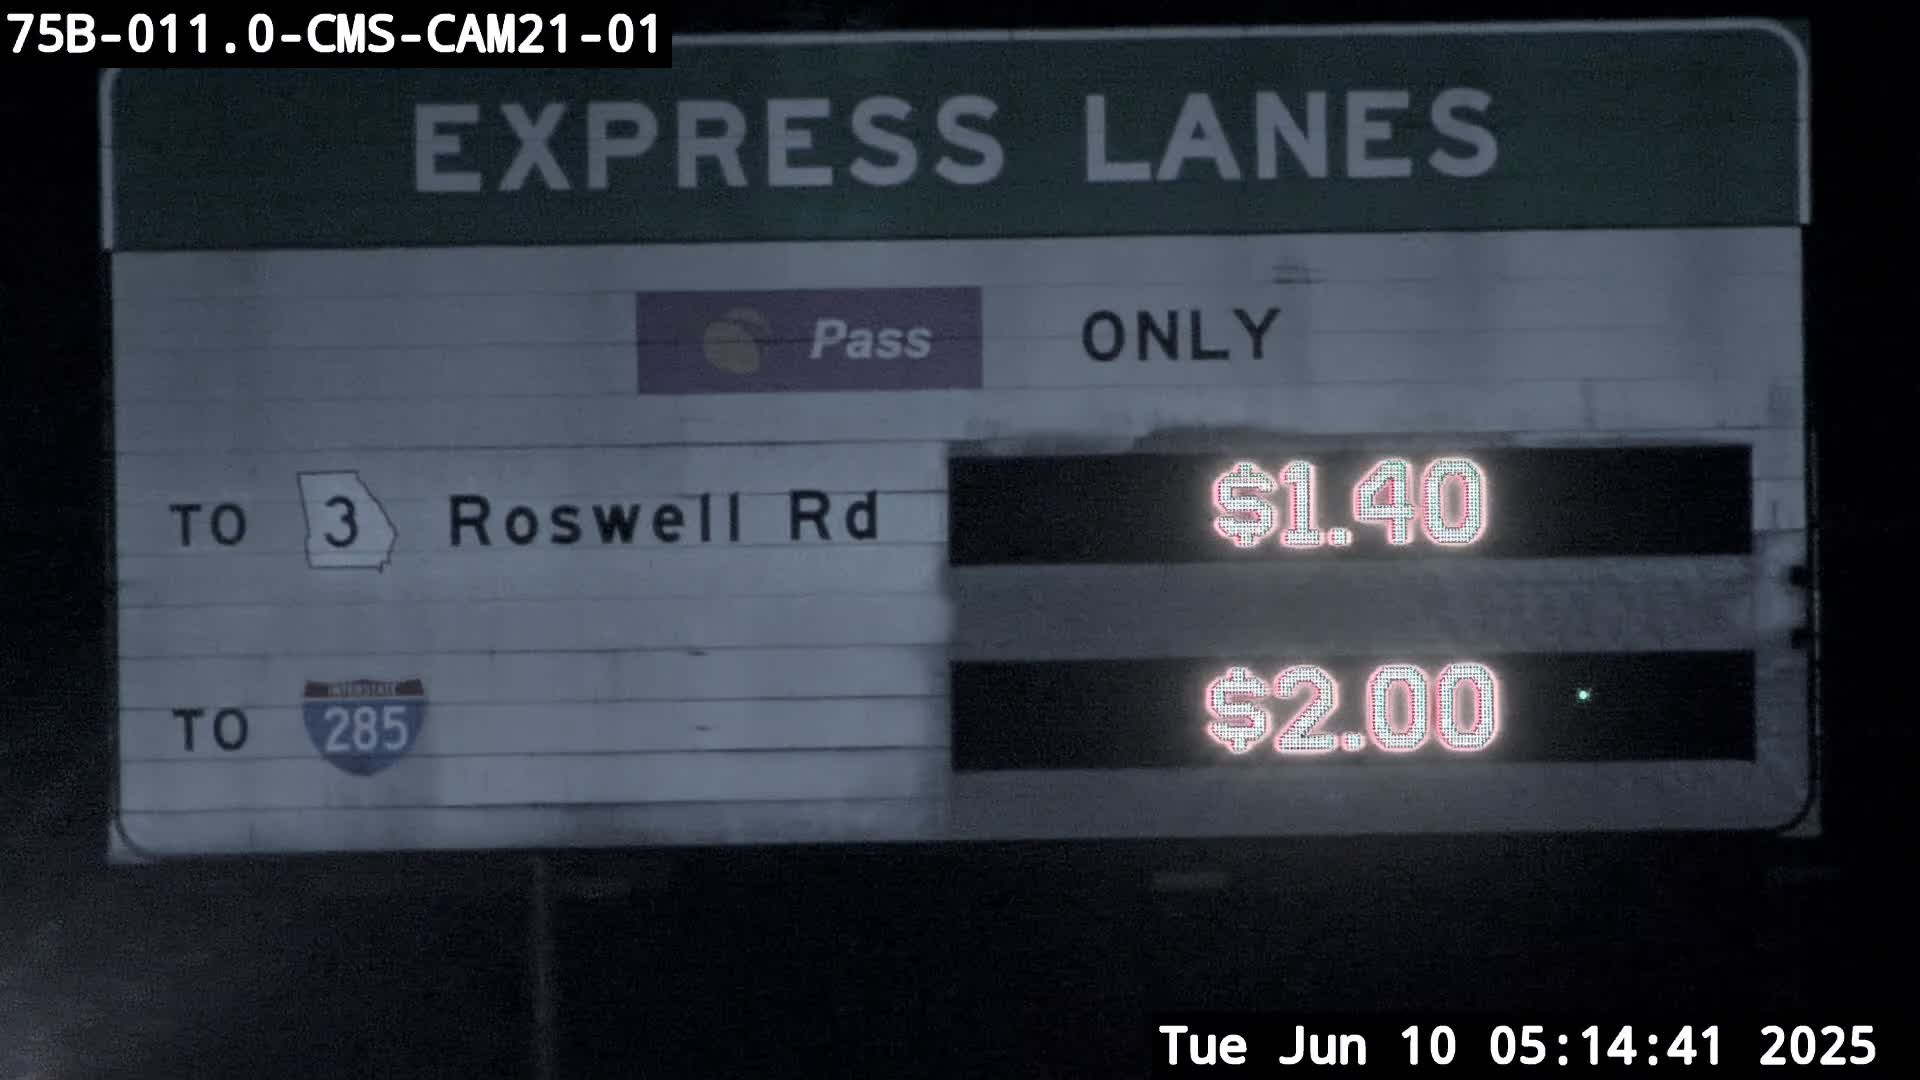 75B-011.0-CMS-CAM21-01
EXPRESS LANES
Pass ONLY
TO 3 Roswell Rd $1.40
INTERSTATE
TO 285 $2.00
Tue Jun 10 05:14:41 2025